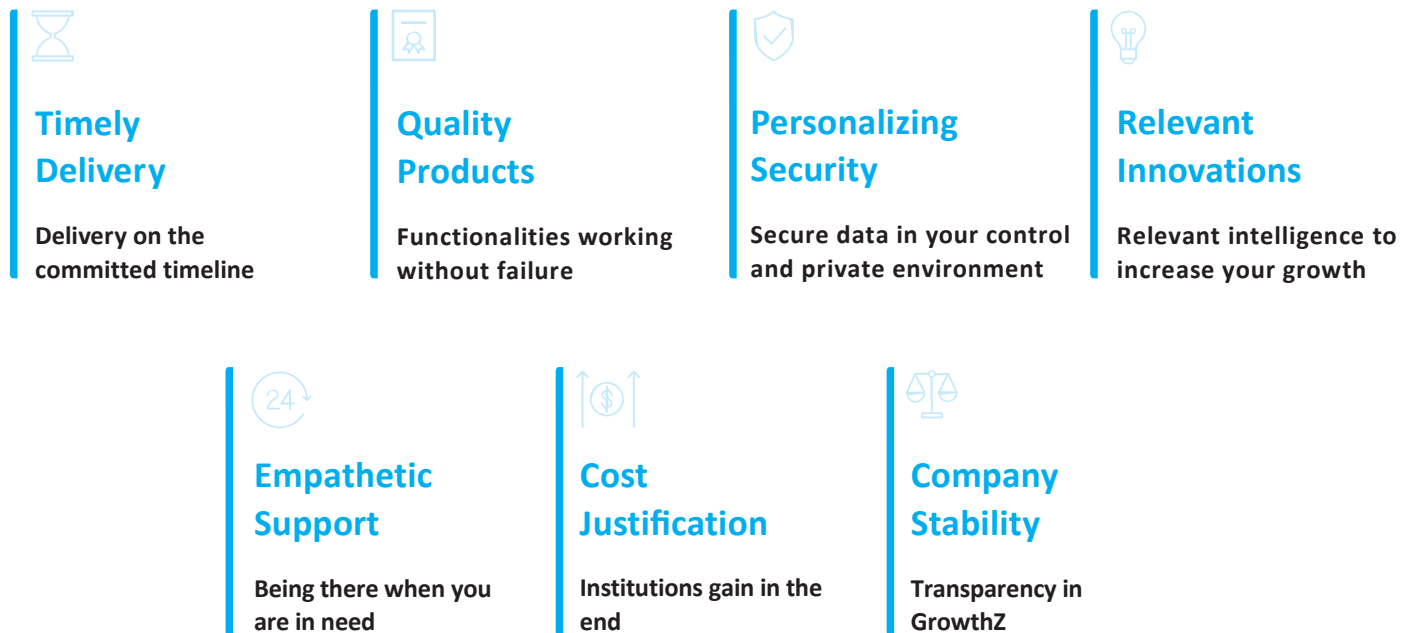 Timely
Delivery
Delivery on the
committed timeline
Quality
Products
Functionalities working
without failure
Personalizing
Security
Secure data in your control
and private environment
Relevant
Innovations
Relevant intelligence to
increase your growth
24
Empathetic
Support
Being there when you
are in need
$
Cost
Justification
Institutions gain in the
end
Company
Stability
Transparency in
GrowthZ